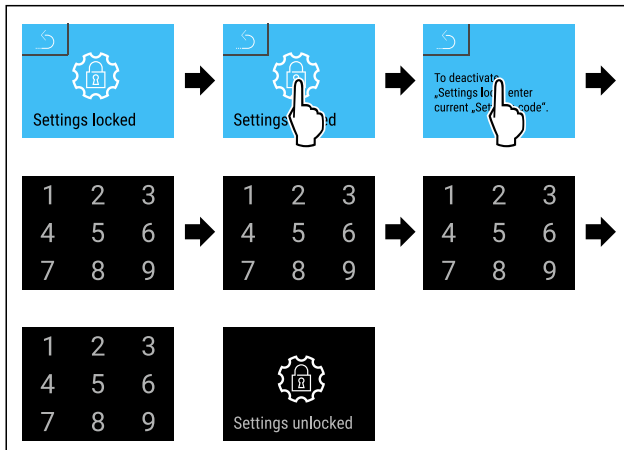 Settings locked
Settings
To deactivate
„Settings enter
current „Set code".
1 2 3
4 5 6
7 8 9
1 2 3
4 5 6
7 8 9
1 2 3
4 5 6
7 8 9
1 2 3
4 5 6
7 8 9
Settings unlocked